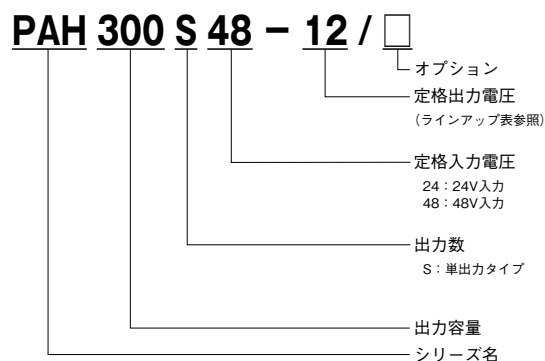 PAH 300 S 48 - 12 / □
オプション
定格出力電圧
(ラインアップ表参照)
定格入力電圧
24：24V入力
48：48V入力
出力数
S：単出力タイプ
出力容量
シリーズ名